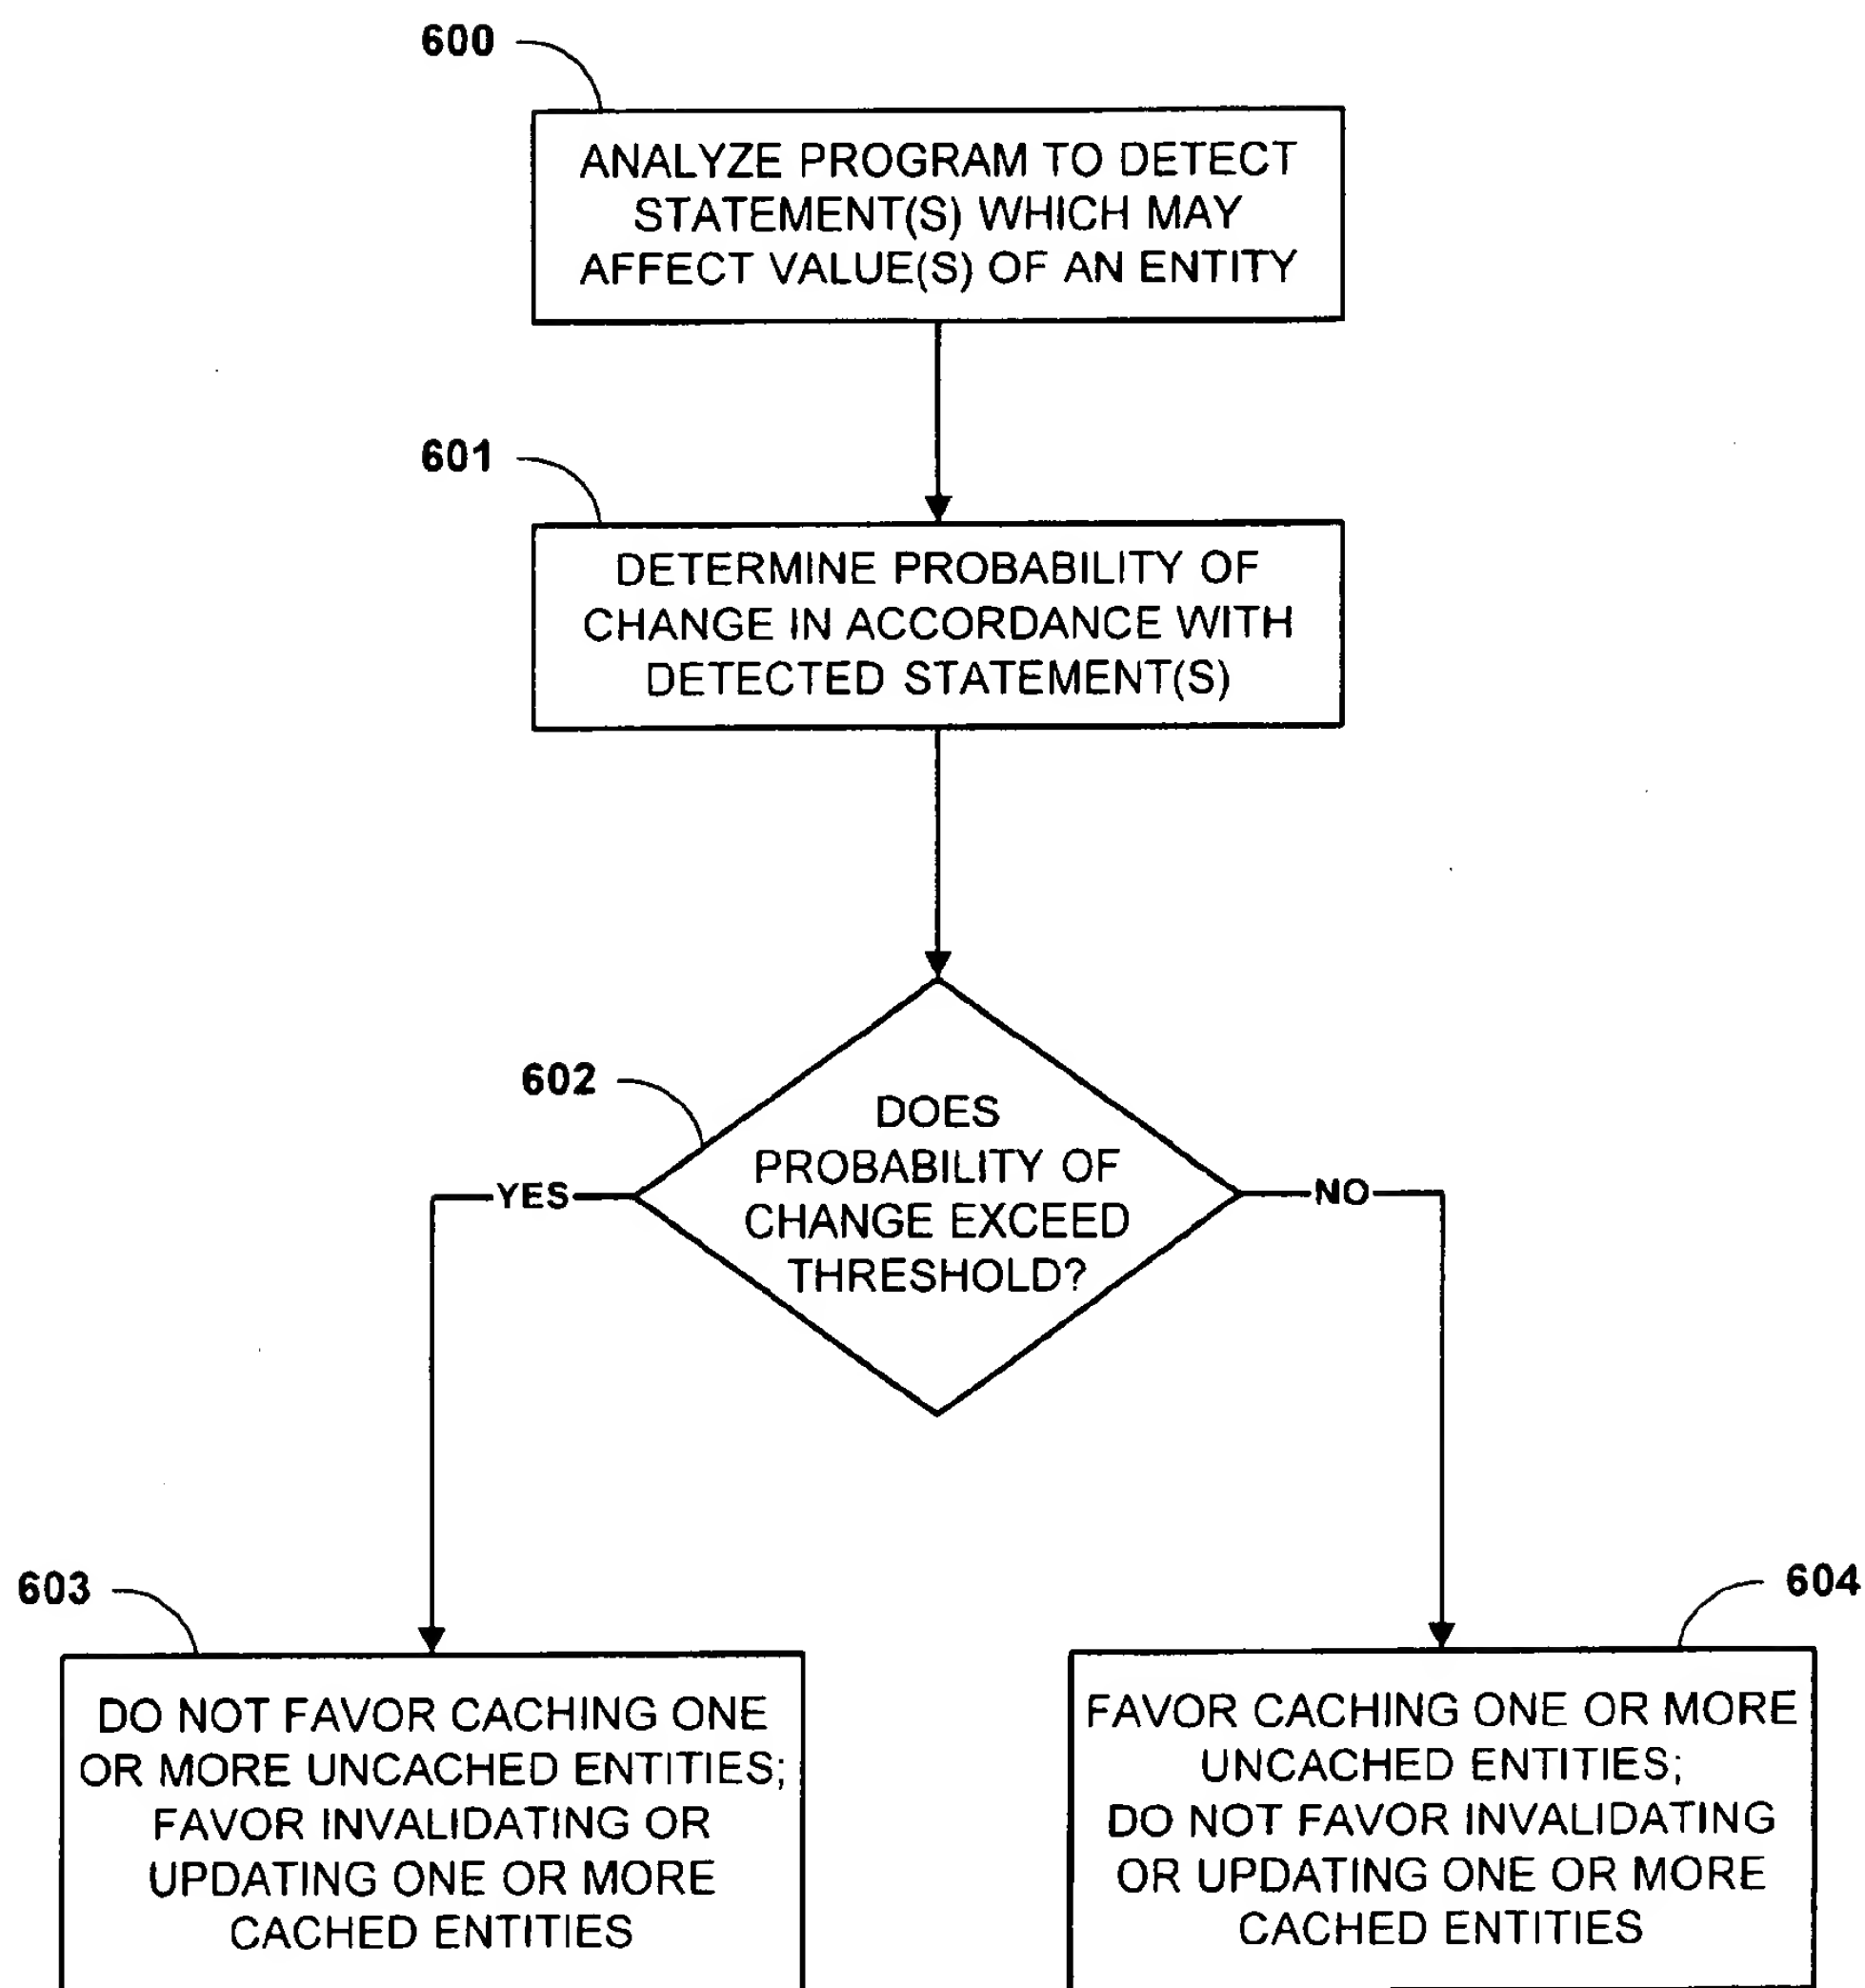 600
ANALYZE PROGRAM TO DETECT
STATEMENT(S) WHICH MAY
AFFECT VALUE(S) OF AN ENTITY
601
DETERMINE PROBABILITY OF
CHANGE IN ACCORDANCE WITH
DETECTED STATEMENT(S)
602
DOES
PROBABILITY OF
CHANGE EXCEED
THRESHOLD?
YES
NO
603
DO NOT FAVOR CACHING ONE
OR MORE UNCACHED ENTITIES;
FAVOR INVALIDATING OR
UPDATING ONE OR MORE
CACHED ENTITIES
604
FAVOR CACHING ONE OR MORE
UNCACHED ENTITIES;
DO NOT FAVOR INVALIDATING
OR UPDATING ONE OR MORE
CACHED ENTITIES